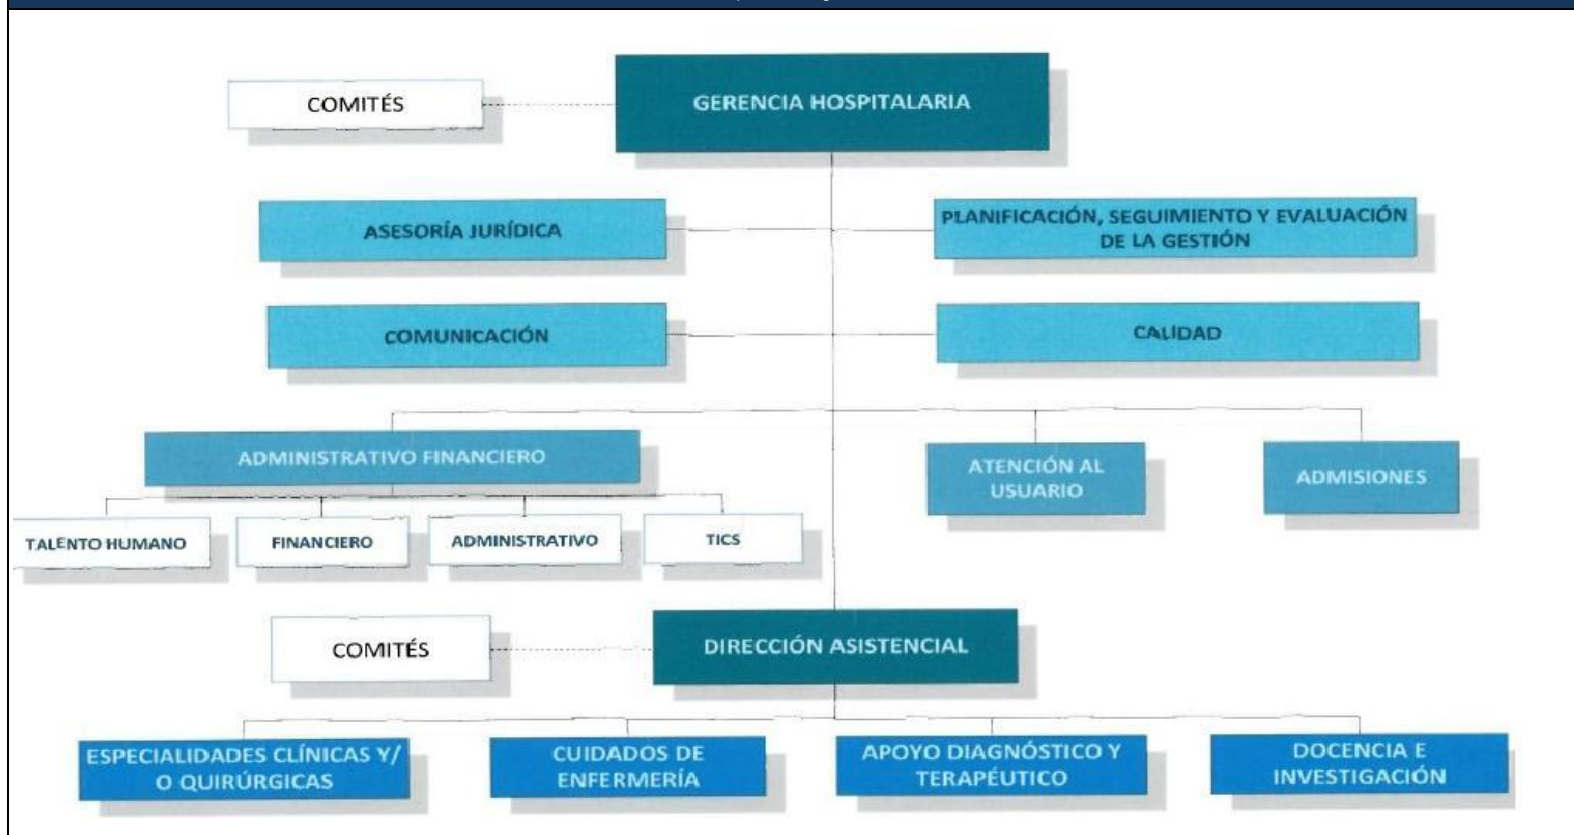 COMITÉS
GERENCIA HOSPITALARIA
ASESORÍA JURÍDICA
PLANIFICACIÓN, SEGUIMIENTO Y EVALUACIÓN
DE LA GESTIÓN
COMUNICACIÓN
CALIDAD
ADMINISTRATIVO FINANCIERO
ATENCIÓN AL
USUARIO
ADMISIONES
TALENTO HUMANO
FINANCIERO
ADMINISTRATIVO
TICS
COMITÉS
DIRECCIÓN ASISTENCIAL
ESPECIALIDADES CLÍNICAS Y/
O QUIRÚRGICAS
CUIDADOS DE
ENFERMERÍA
APOYO DIAGNÓSTICO Y
TERAPÉUTICO
DOCENCIA E
INVESTIGACIÓN